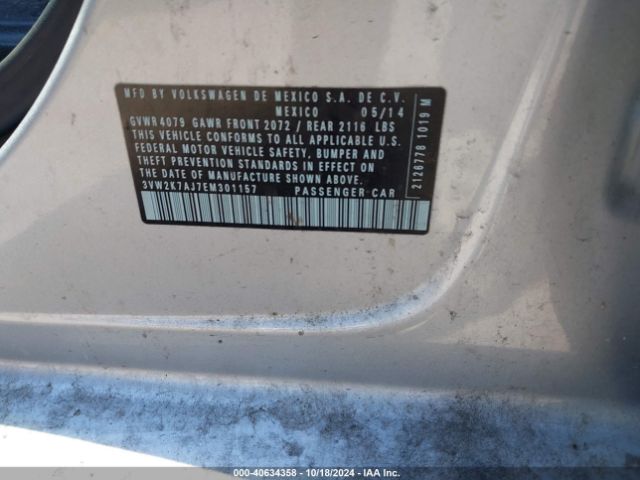 MFD BY VOLKSWAGEN DE MEXICO S.A. DE C.V.
MEXICO 05/14
GVWR 4079 GAWR FRONT 2072 / REAR 2116 LBS
THIS VEHICLE CONFORMS TO ALL APPLICABLE U.S.
FEDERAL MOTOR VEHICLE SAFETY, BUMPER AND
THEFT PREVENTION STANDARDS IN EFFECT ON
THE DATE OF MANUFACTURE SHOWN ABOVE.
3VW2K7AJ7EM301157 PASSENGER CAR
2126778 1019 M
000-40634358 | 10/18/2024 | IAA Inc.